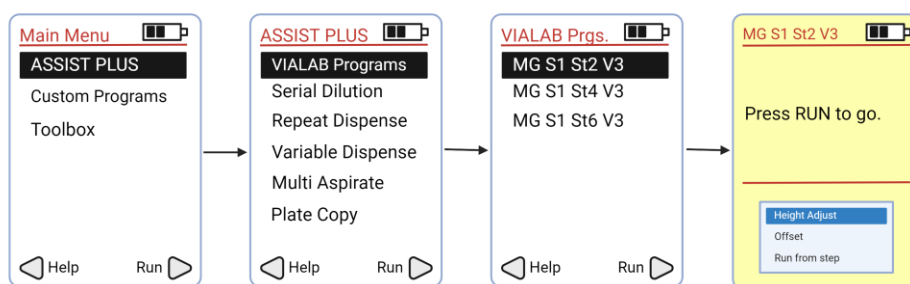 Main Menu
ASSIST PLUS
Custom Programs
Toolbox
Help
Run
ASSIST PLUS
VIALAB Programs
Serial Dilution
Repeat Dispense
Variable Dispense
Multi Aspirate
Plate Copy
Help
Run
VIALAB Prgs.
MG S1 St2 V3
MG S1 St4 V3
MG S1 St6 V3
Help
Run
MG S1 St2 V3
Press RUN to go.
Height Adjust
Offset
Run from step